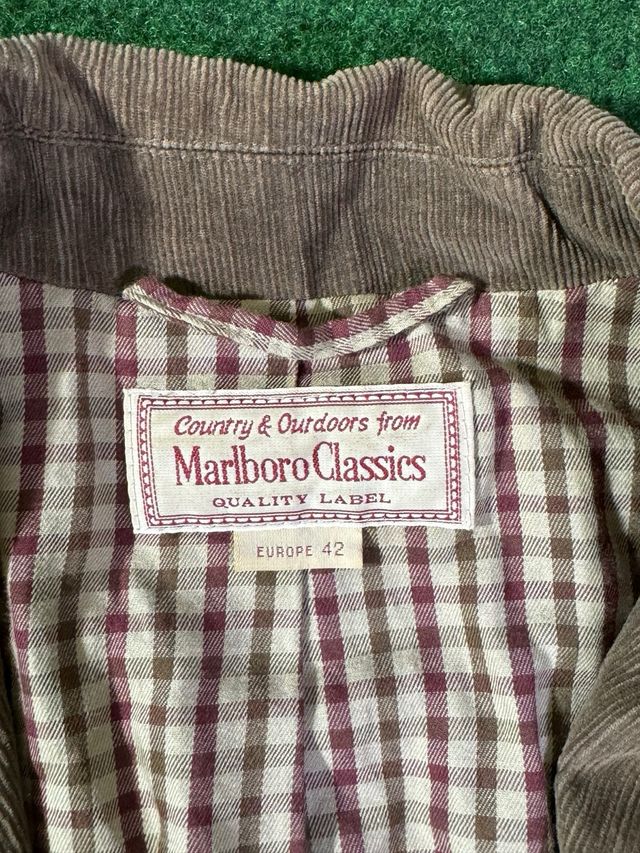 Country & Outdoors from
Marlboro Classics
QUALITY LABEL
EUROPE 42